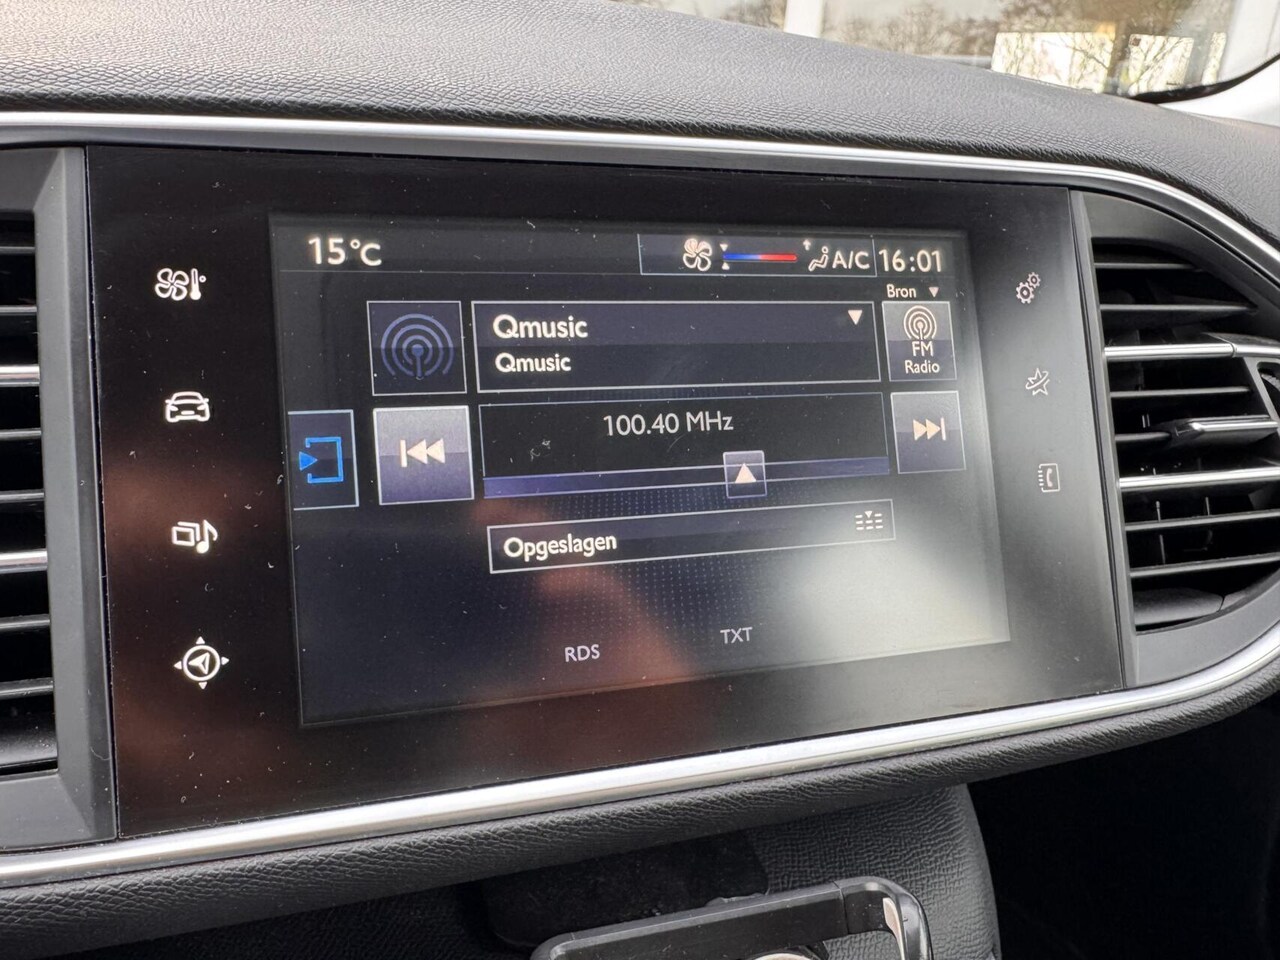 15°C
A/C 16:01
Bron
Qmusic
Qmusic
FM
Radio
100.40 MHz
Opgeslagen
RDS
TXT